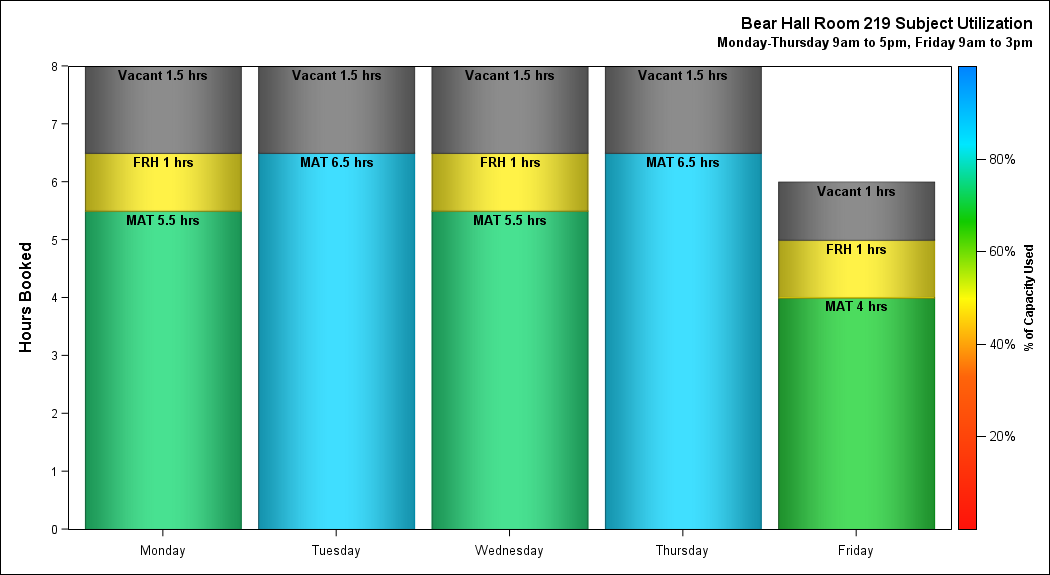 Bear Hall Room 219 Subject Utilization
Monday-Thursday 9am to 5pm, Friday 9am to 3pm
Hours Booked
8
7
6
5
4
3
2
1
0
Vacant 1.5 hrs
FRH 1 hrs
MAT 5.5 hrs
Vacant 1.5 hrs
MAT 6.5 hrs
Vacant 1.5 hrs
FRH 1 hrs
MAT 5.5 hrs
Vacant 1.5 hrs
MAT 6.5 hrs
Vacant 1 hrs
FRH 1 hrs
MAT 4 hrs
Monday
Tuesday
Wednesday
Thursday
Friday
80%
60%
40%
20%
% of Capacity Used